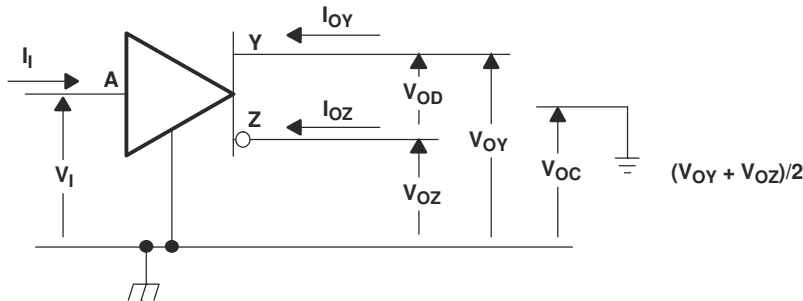 I_OY
Y
I_I
A
V_OD
Z
I_OZ
V_OY
V_I
V_OZ
V_OC
(V_OY + V_OZ)/2